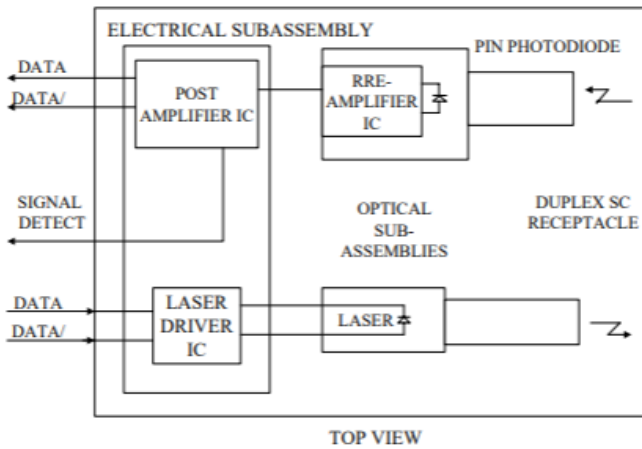 ELECTRICAL SUBASSEMBLY
PIN PHOTODIODE
DATA
DATA/
POST
AMPLIFIER IC
RRE-
AMPLIFIER
IC
SIGNAL
DETECT
OPTICAL
SUB-
ASSEMBLIES
DUPLEX SC
RECEPTACLE
DATA
DATA/
LASER
DRIVER
IC
LASER
TOP VIEW